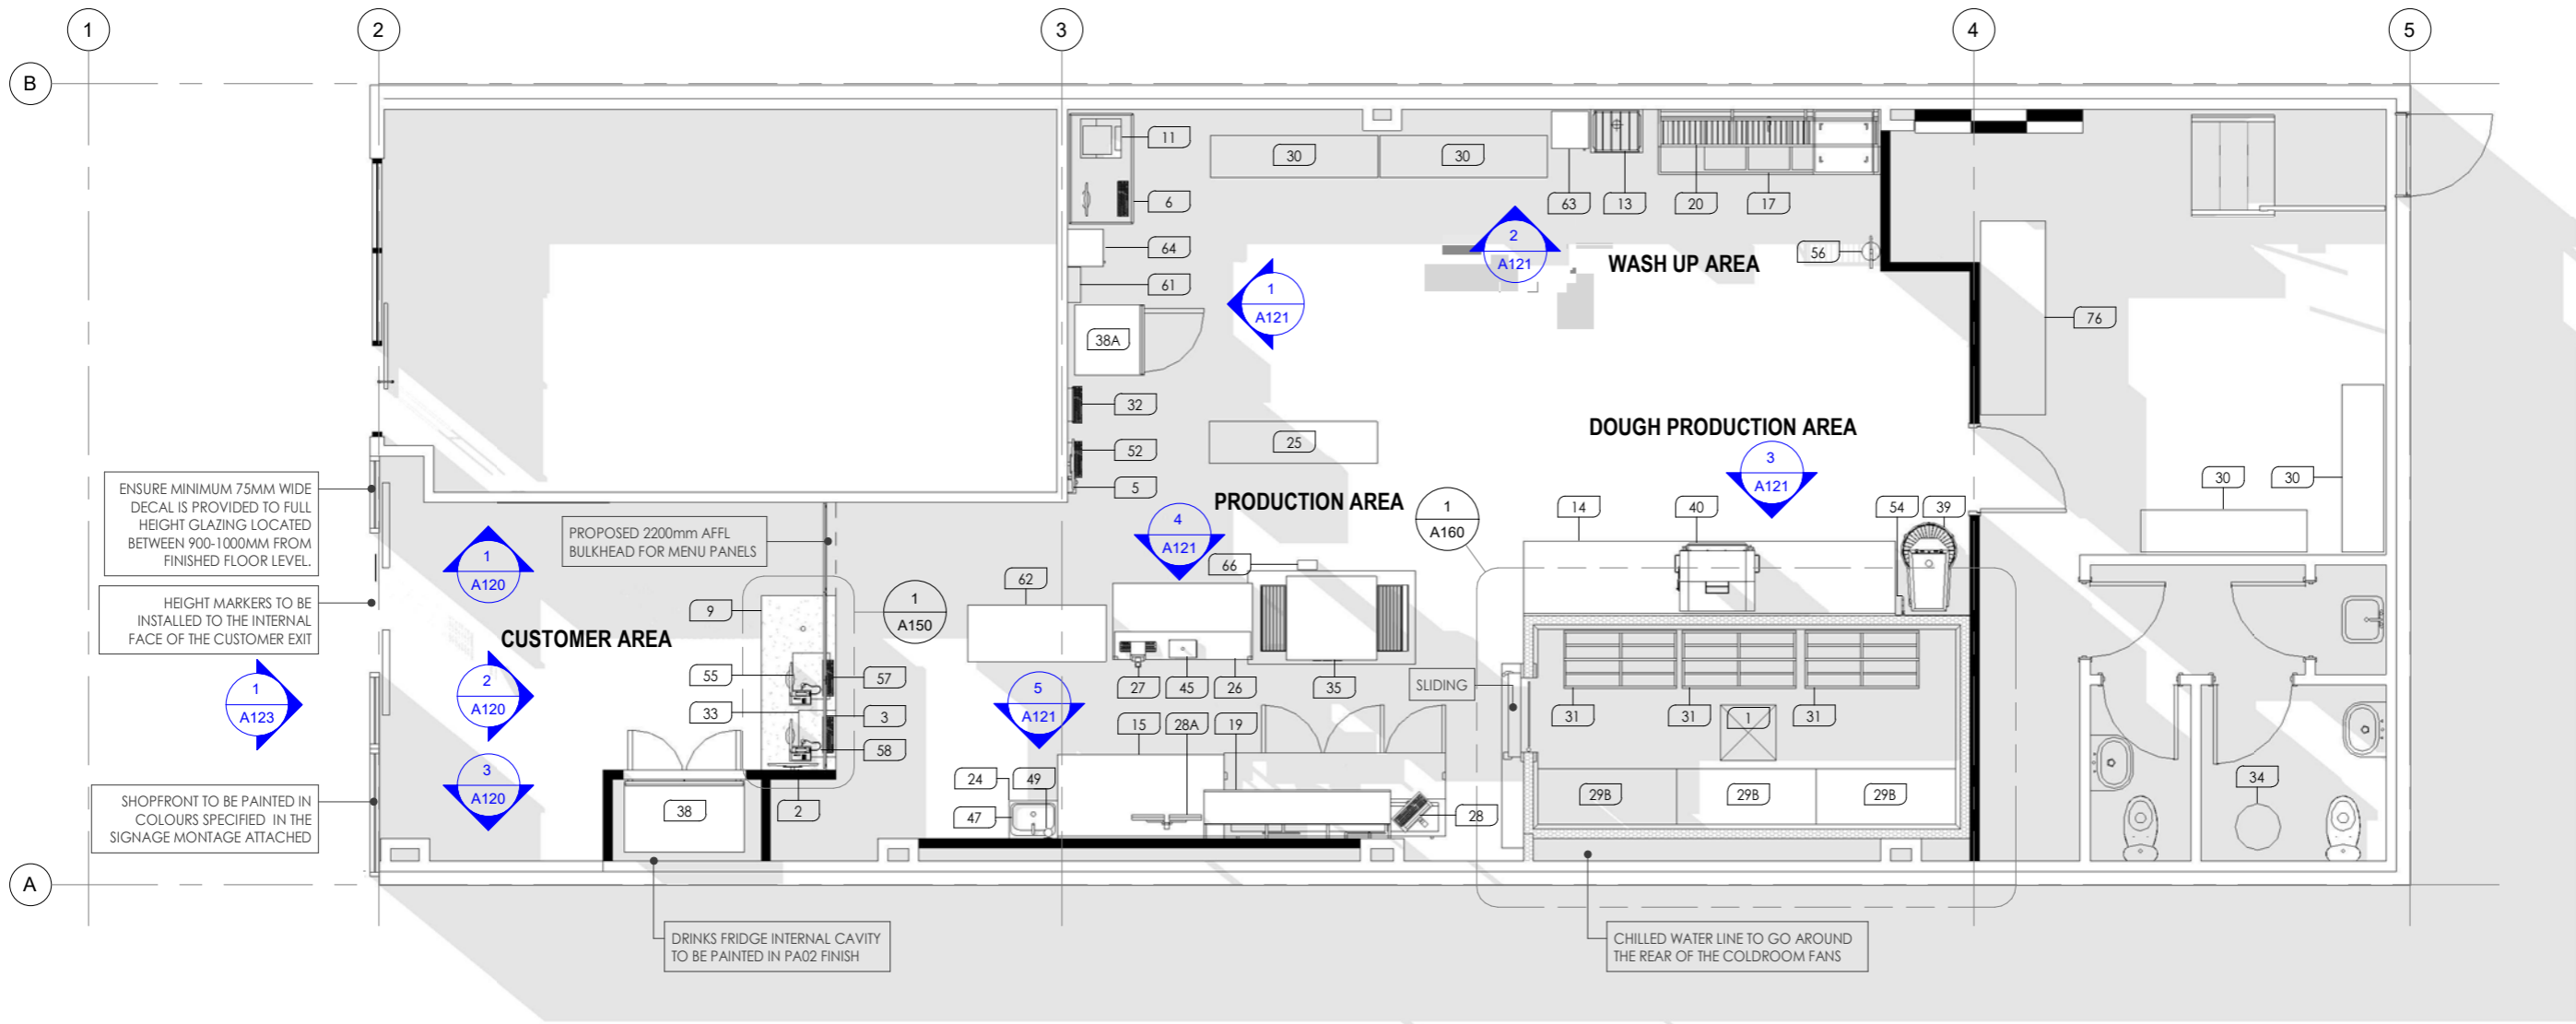 1
2
3
4
5
B
11
30
30
6
63
13
20
17
64
2
A121
56
WASH UP AREA
61
1
A121
38A
76
32
25
DOUGH PRODUCTION AREA
52
3
A121
5
30
30
ENSURE MINIMUM 75MM WIDE
DECAL IS PROVIDED TO FULL
HEIGHT GLAZING LOCATED
BETWEEN 900-1000MM FROM
FINISHED FLOOR LEVEL.
PROPOSED 2200mm AFFL
BULKHEAD FOR MENU PANELS
PRODUCTION AREA
1
A160
14
40
54
39
4
A121
1
A120
66
62
HEIGHT MARKERS TO BE
INSTALLED TO THE INTERNAL
FACE OF THE CUSTOMER EXIT
9
1
A150
CUSTOMER AREA
55
57
27
45
26
35
SLIDING
1
A123
2
A120
5
A121
33
3
15
28A
19
31
31
1
31
58
3
A120
24
49
34
SHOPFRONT TO BE PAINTED IN
COLOURS SPECIFIED IN THE
SIGNAGE MONTAGE ATTACHED
38
2
47
28
29B
29B
29B
A
DRINKS FRIDGE INTERNAL CAVITY
TO BE PAINTED IN PA02 FINISH
CHILLED WATER LINE TO GO AROUND
THE REAR OF THE COLDROOM FANS